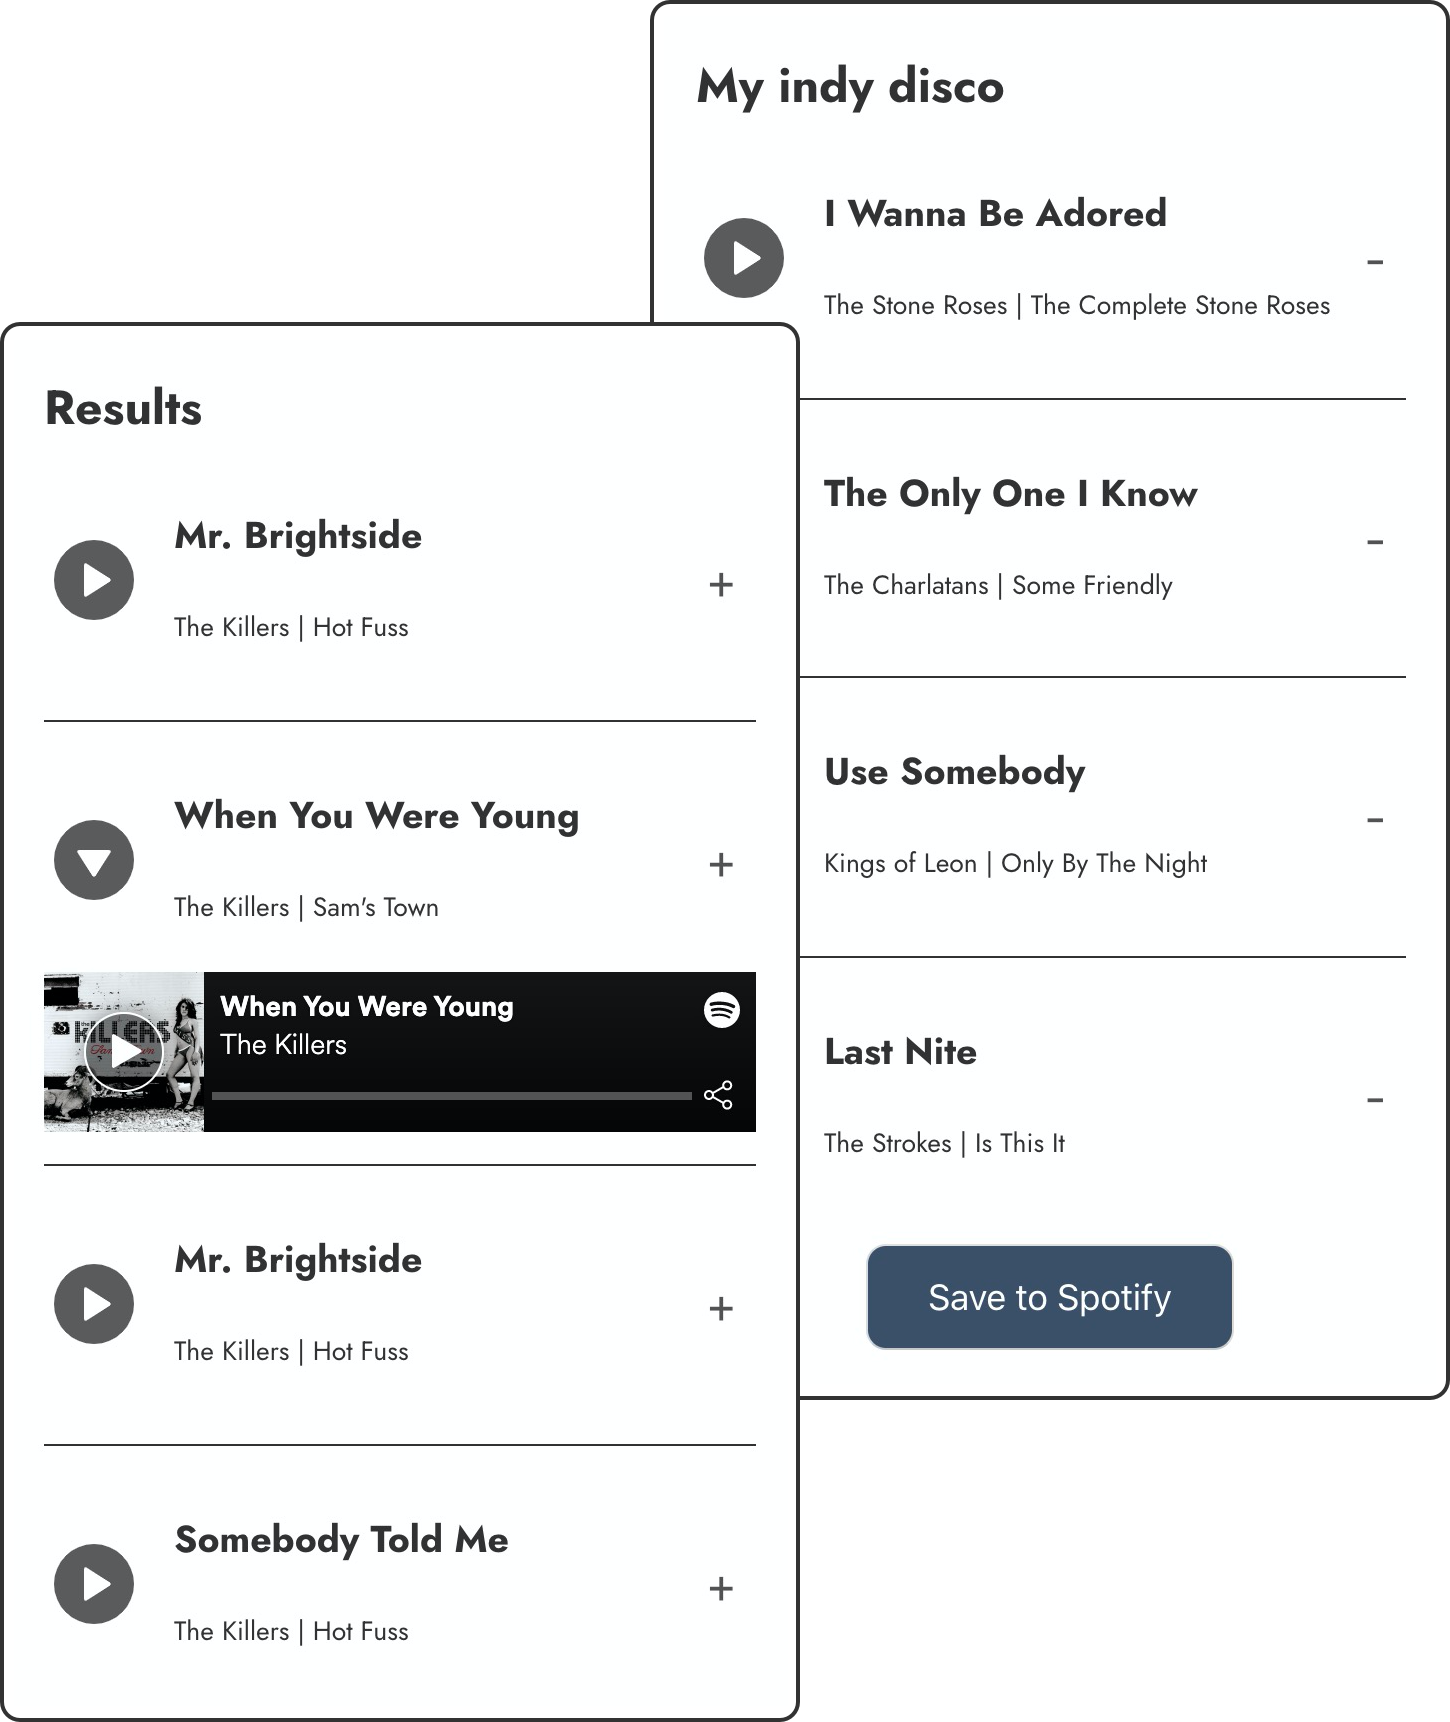 My indy disco
I Wanna Be Adored
–
The Stone Roses | The Complete Stone Roses
The Only One I Know
–
The Charlatans | Some Friendly
Use Somebody
–
Kings of Leon | Only By The Night
Last Nite
–
The Strokes | Is This It
Save to Spotify
Results
Mr. Brightside
+
The Killers | Hot Fuss
When You Were Young
+
The Killers | Sam's Town
KILLERS
When You Were Young
The Killers
Mr. Brightside
+
The Killers | Hot Fuss
Somebody Told Me
+
The Killers | Hot Fuss